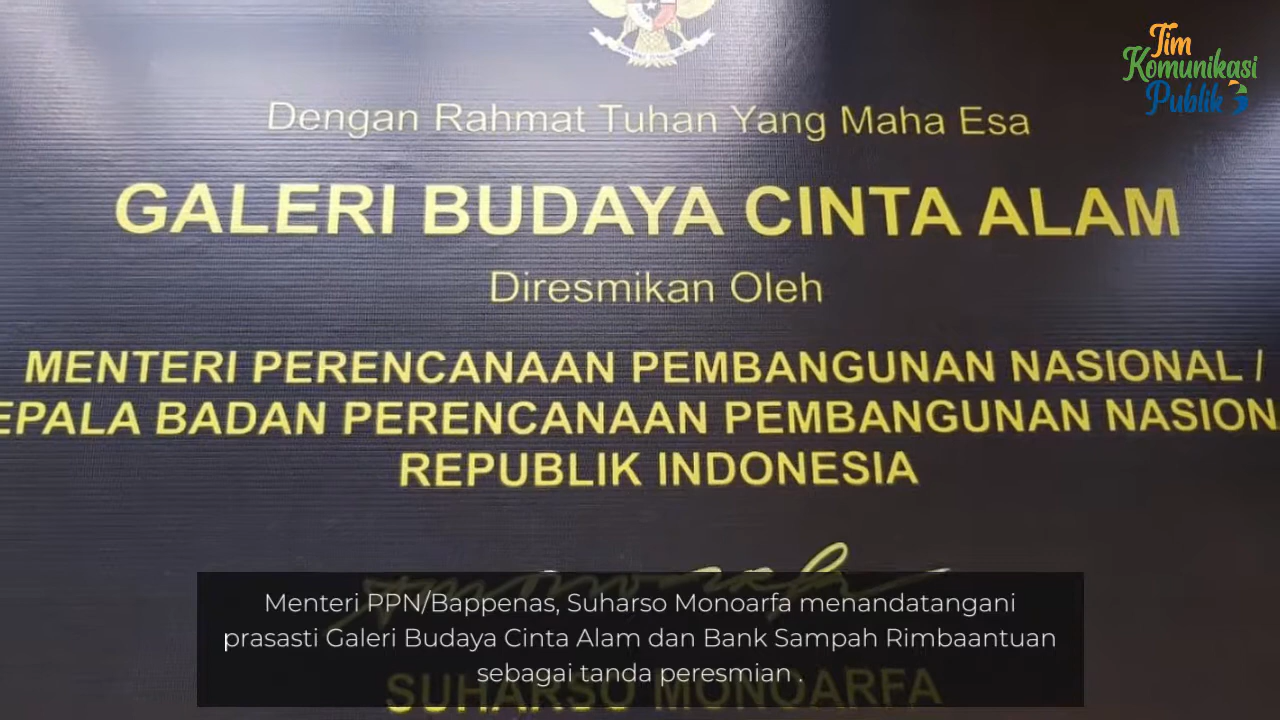 Tim
Komunikasi
Publik
Dengan Rahmat Tuhan Yang Maha Esa
GALERI BUDAYA CINTA ALAM
Diresmikan Oleh
MENTERI PERENCANAAN PEMBANGUNAN NASIONAL /
EPALA BADAN PERENCANAAN PEMBANGUNAN NASION
REPUBLIK INDONESIA
Menteri PPN/Bappenas, Suharso Monoarfa menandatangani
prasasti Galeri Budaya Cinta Alam dan Bank Sampah Rimbaantuan
sebagai tanda peresmian .
SUHARSO MONOARFA